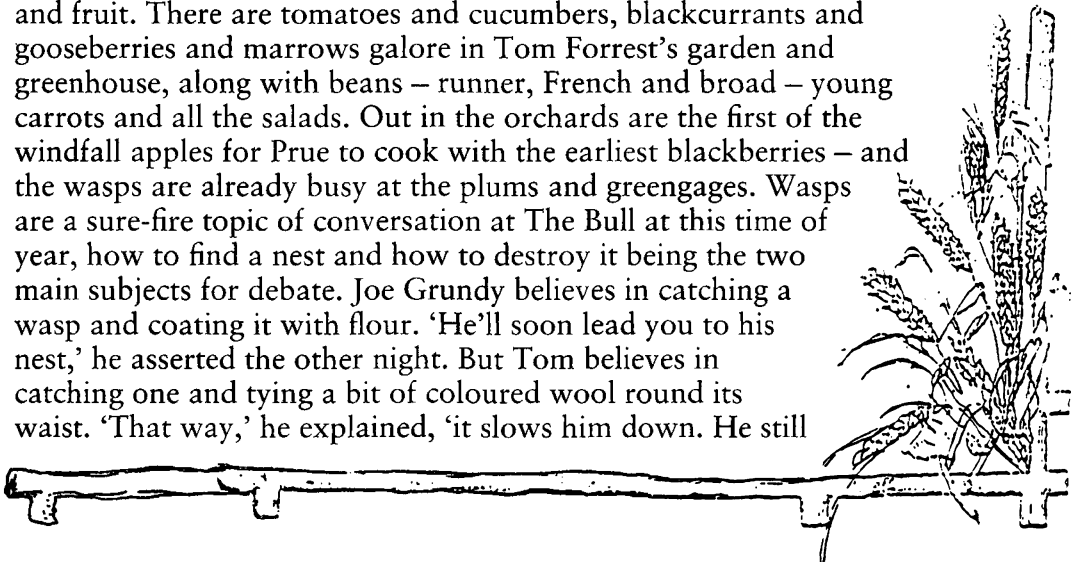 and fruit. There are tomatoes and cucumbers, blackcurrants and
gooseberries and marrows galore in Tom Forrest’s garden and
greenhouse, along with beans – runner, French and broad – young
carrots and all the salads. Out in the orchards are the first of the
windfall apples for Prue to cook with the earliest blackberries – and
the wasps are already busy at the plums and greengages. Wasps
are a sure-fire topic of conversation at The Bull at this time of
year, how to find a nest and how to destroy it being the two
main subjects for debate. Joe Grundy believes in catching a
wasp and coating it with flour. ‘He’ll soon lead you to his
nest,’ he asserted the other night. But Tom believes in
catching one and tying a bit of coloured wool round its
waist. ‘That way,’ he explained, ‘it slows him down. He still